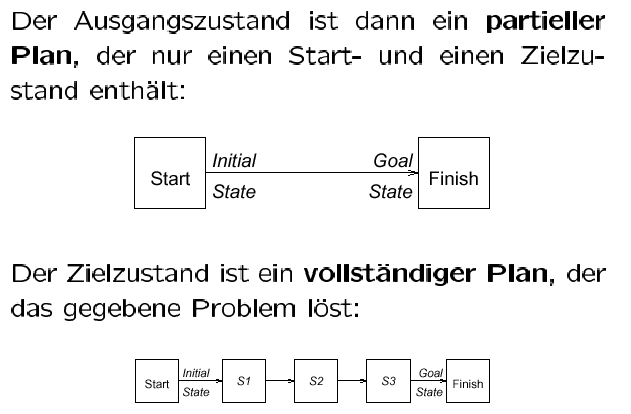 Der Ausgangszustand ist dann ein partieller
Plan, der nur einen Start- und einen Zielzu-
stand enthält:
Initial Goal
Start Finish
State State
Der Zielzustand ist ein vollständiger Plan, der
das gegebene Problem löst:
Initial Goal
Start S1 S2 S3 Finish
State State